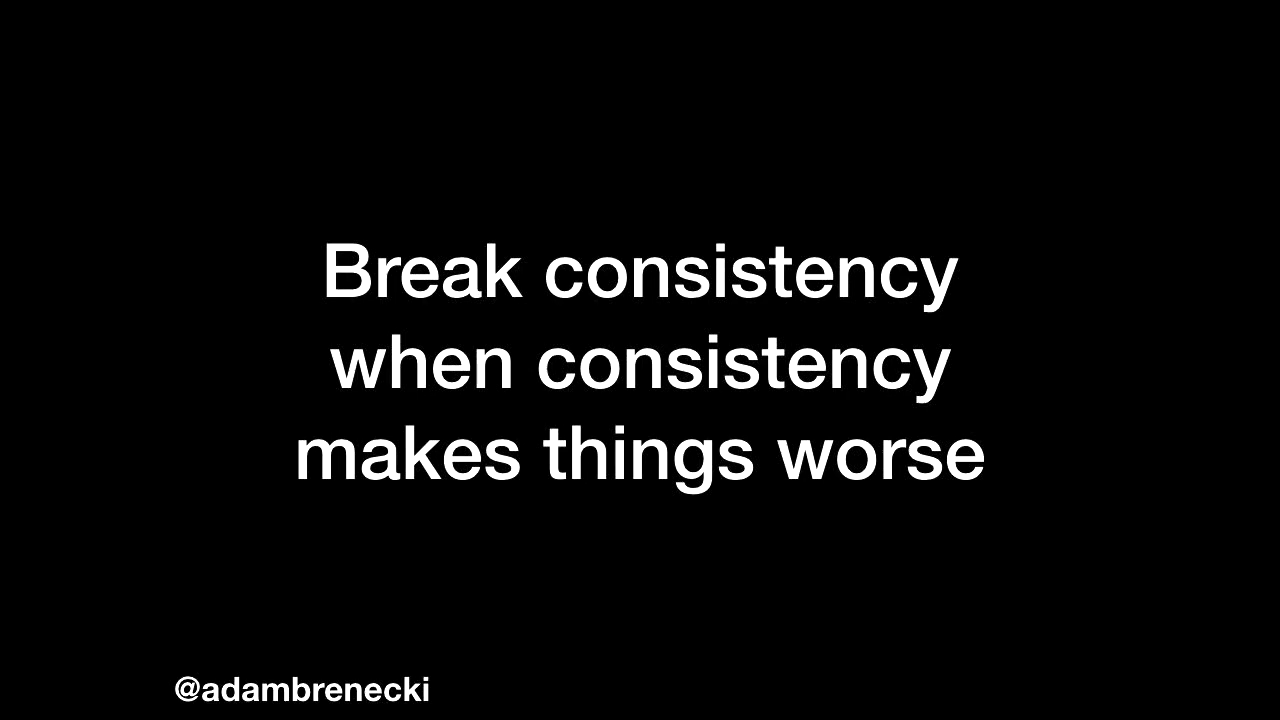 Break consistency
when consistency
makes things worse
@adambrenecki